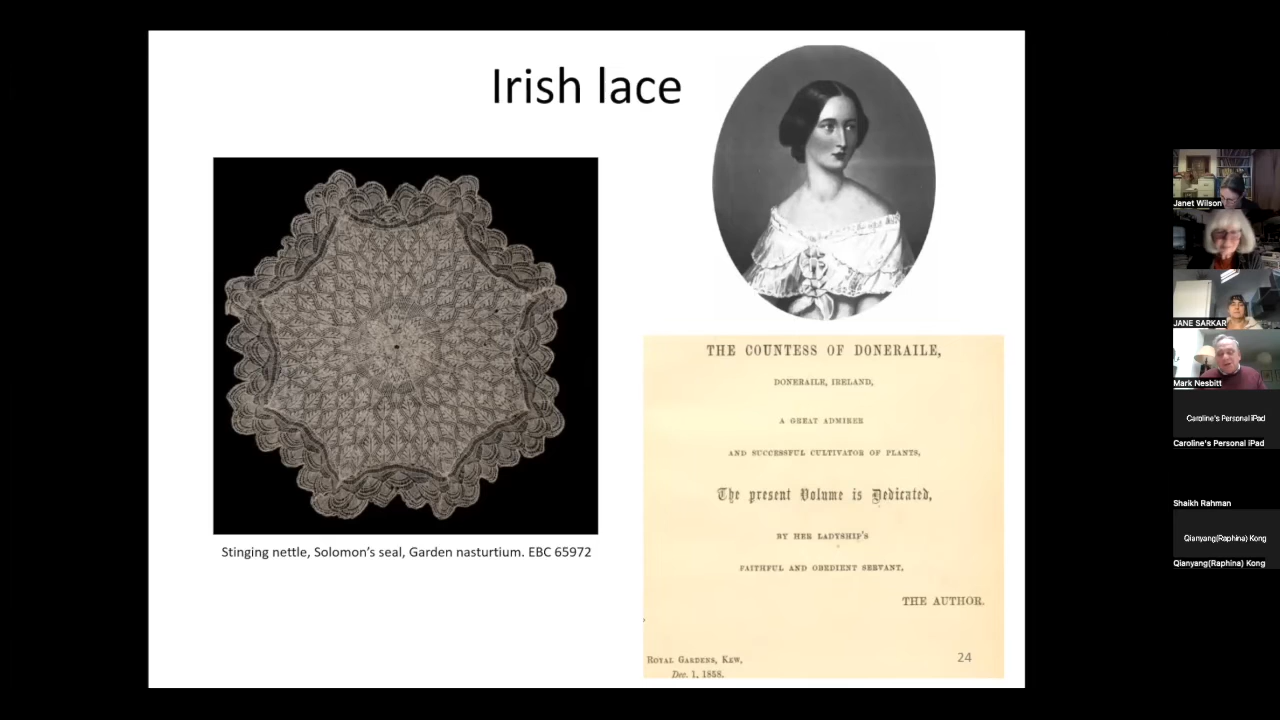 Irish lace
Stinging nettle, Solomon's seal, Garden nasturtium. EBC 65972
THE COUNTESS OF DONERAILE,
DONERAILE, IRELAND,
A GREAT ADMIRER
AND SUCCESSFUL CULTIVATOR OF PLANTS,
The present Volume is Dedicated,
BY HER LADYSHIP'S
FAITHFUL AND OBEDIENT SERVANT,
THE AUTHOR.
ROYAL GARDENS, KEW,
Dec. 1, 1858.
24
Janet Wilson
JANE SARKAR
Mark Nesbitt
Caroline's Personal iPad
Caroline's Personal iPad
Shaikh Rahman
Qianyang(Raphina) Kong
Qianyang(Raphina) Kong